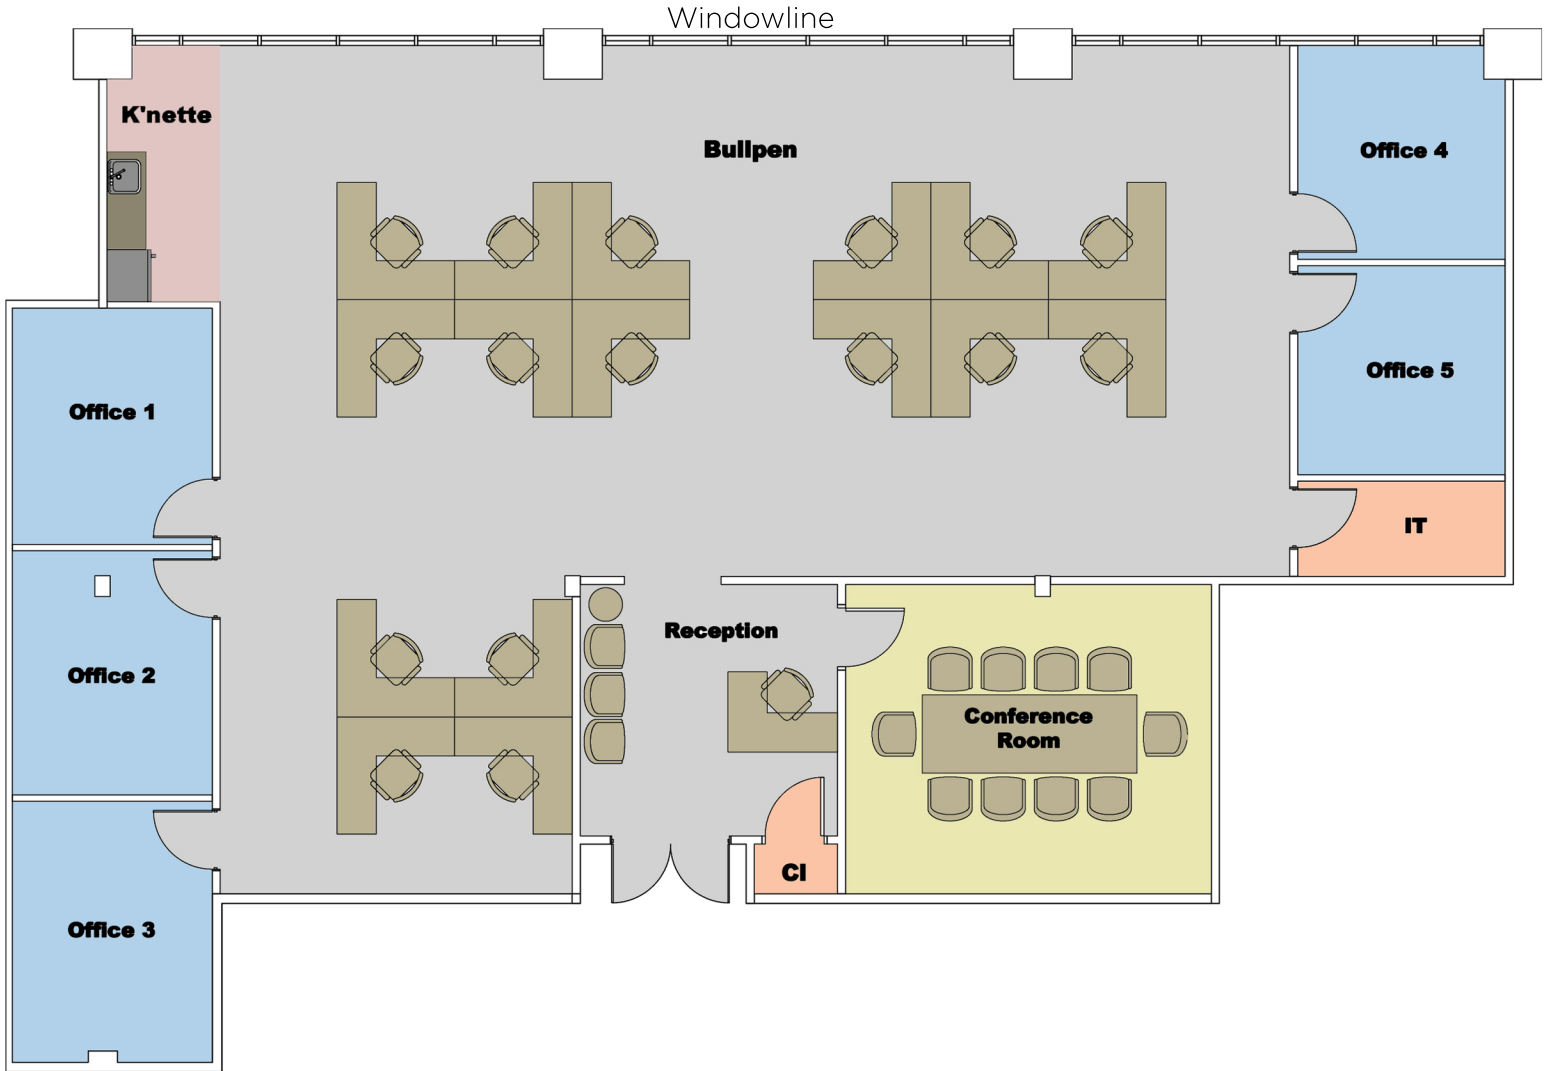 Windowline
K'nette
Bullpen
Office 4
Office 5
Office 1
IT
Reception
Office 2
Conference
Room
Cl
Office 3